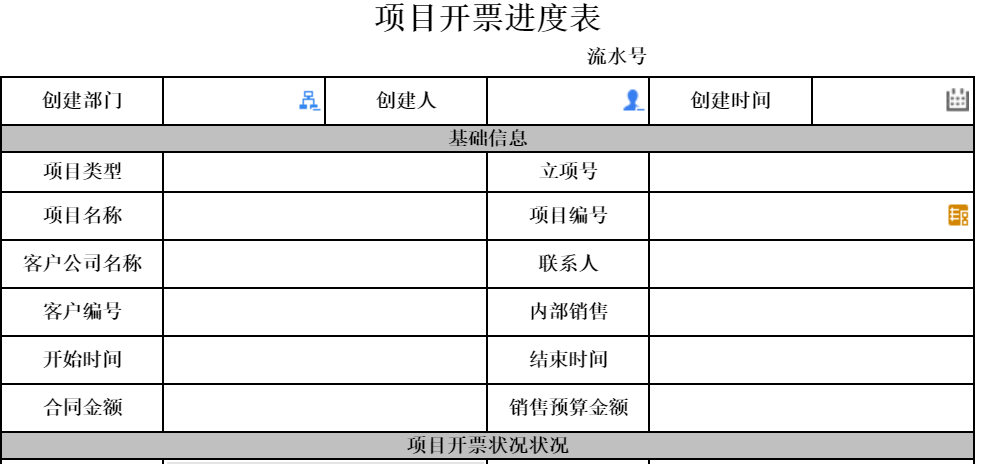 项目开票进度表
流水号
创建部门 创建人 创建时间
基础信息
项目类型 立项号
项目名称 项目编号
客户公司名称 联系人
客户编号 内部销售
开始时间 结束时间
合同金额 销售预算金额
项目开票状况状况